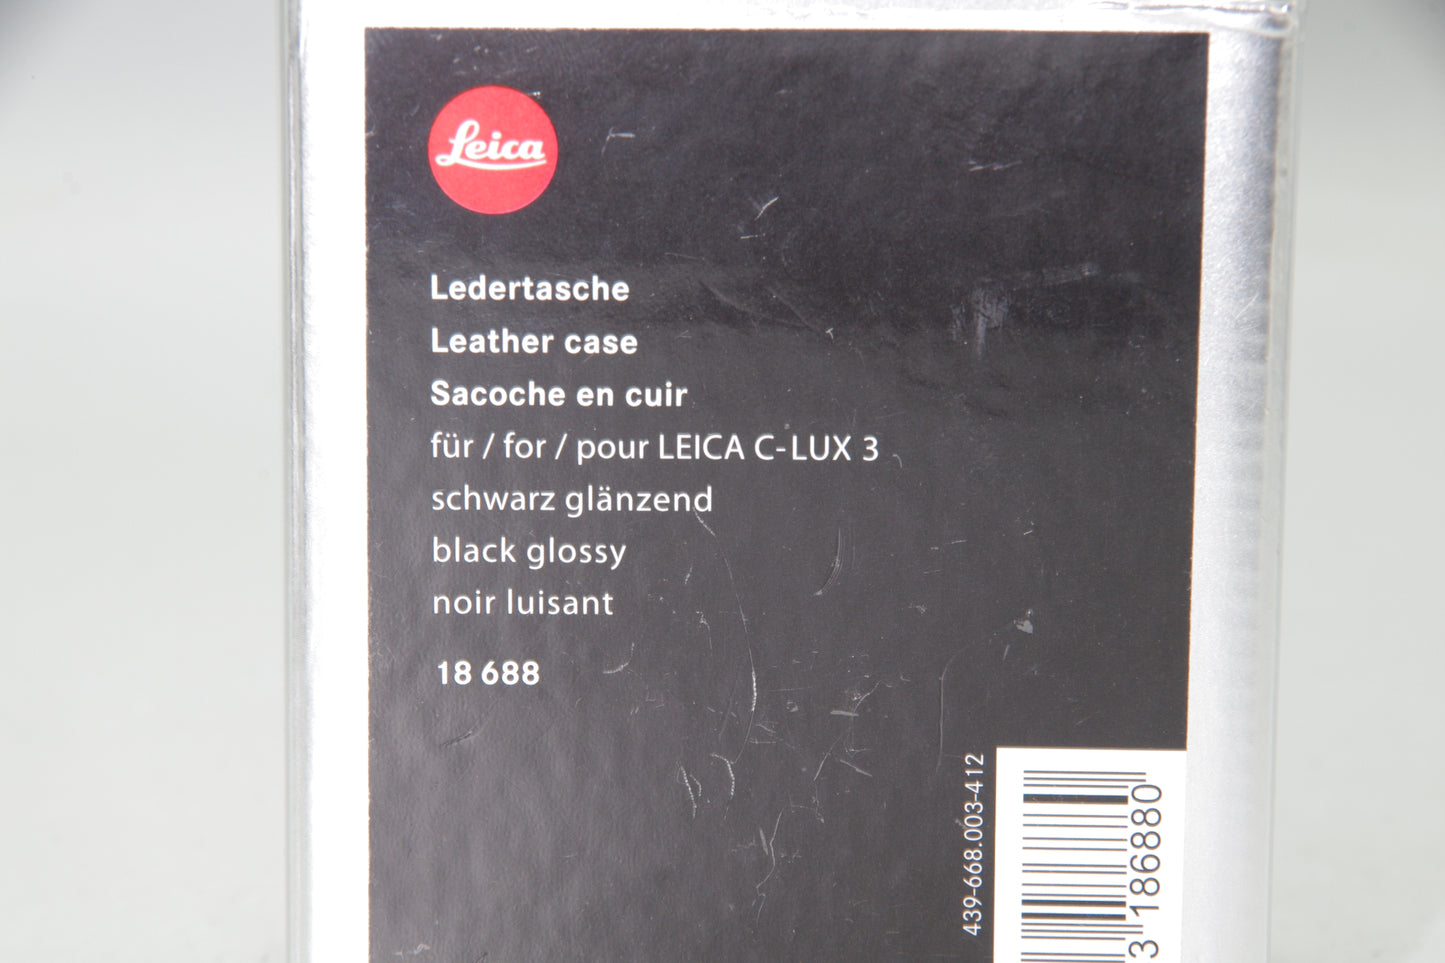 Leica
Ledertasche
Leather case
Sacoche en cuir
für / for / pour LEICA C-LUX 3
schwarz glänzend
black glossy
noir luisant
18 688
439-668.003-412
3 186880